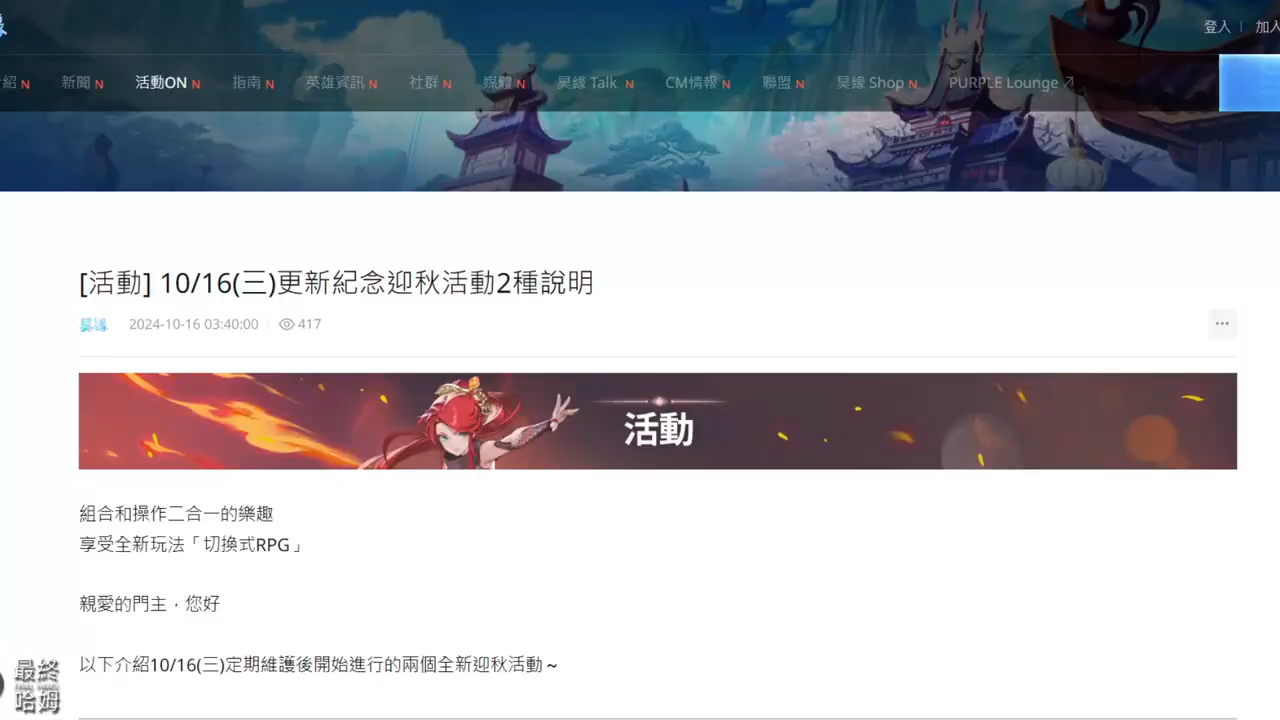 緣
登入 | 加入
紹 N 新聞 N 活動ON N 指南 N 英雄資訊 N 社群 N 媒體 N 昊緣 Talk N CM情報 N 聯盟 N 昊緣 Shop N PURPLE Lounge
[活動] 10/16(三)更新紀念迎秋活動2種說明
昊緣 2024-10-16 03:40:00 417
活動
組合和操作二合一的樂趣
享受全新玩法「切換式RPG」
親愛的門主，您好
以下介紹10/16(三)定期維護後開始進行的兩個全新迎秋活動～
最終
哈姆